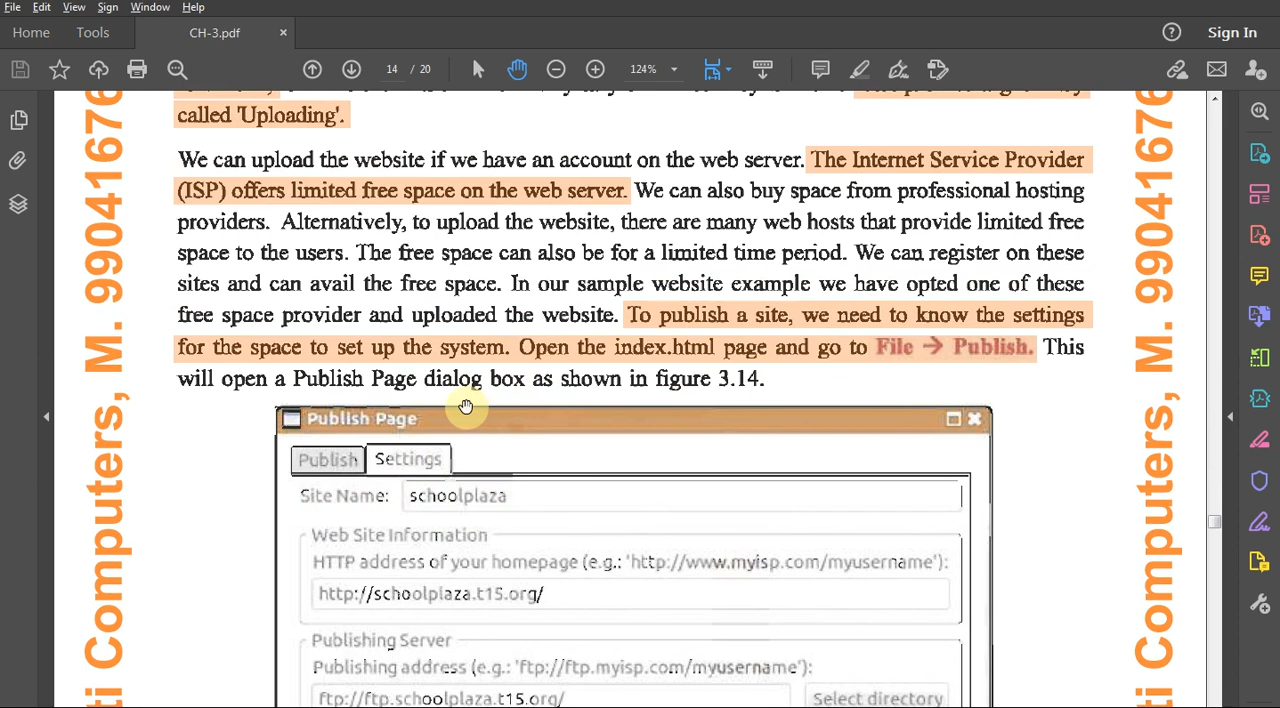 File Edit View Sign Window Help
Home Tools CH-3.pdf × ? Sign In
14 / 20 124%
called 'Uploading'.
We can upload the website if we have an account on the web server. The Internet Service Provider
(ISP) offers limited free space on the web server. We can also buy space from professional hosting
providers. Alternatively, to upload the website, there are many web hosts that provide limited free
space to the users. The free space can also be for a limited time period. We can register on these
sites and can avail the free space. In our sample website example we have opted one of these
free space provider and uploaded the website. To publish a site, we need to know the settings
for the space to set up the system. Open the index.html page and go to File → Publish. This
will open a Publish Page dialog box as shown in figure 3.14.
Publish Page
Publish Settings
Site Name: schoolplaza
Web Site Information
HTTP address of your homepage (e.g.: 'http://www.myisp.com/myusername'):
http://schoolplaza.t15.org/
Publishing Server
Publishing address (e.g.: 'ftp://ftp.myisp.com/myusername'):
ftp://ftp.schoolplaza.t15.org/ Select directory
ti Computers, M. 99041676
ti Computers, M. 99041676